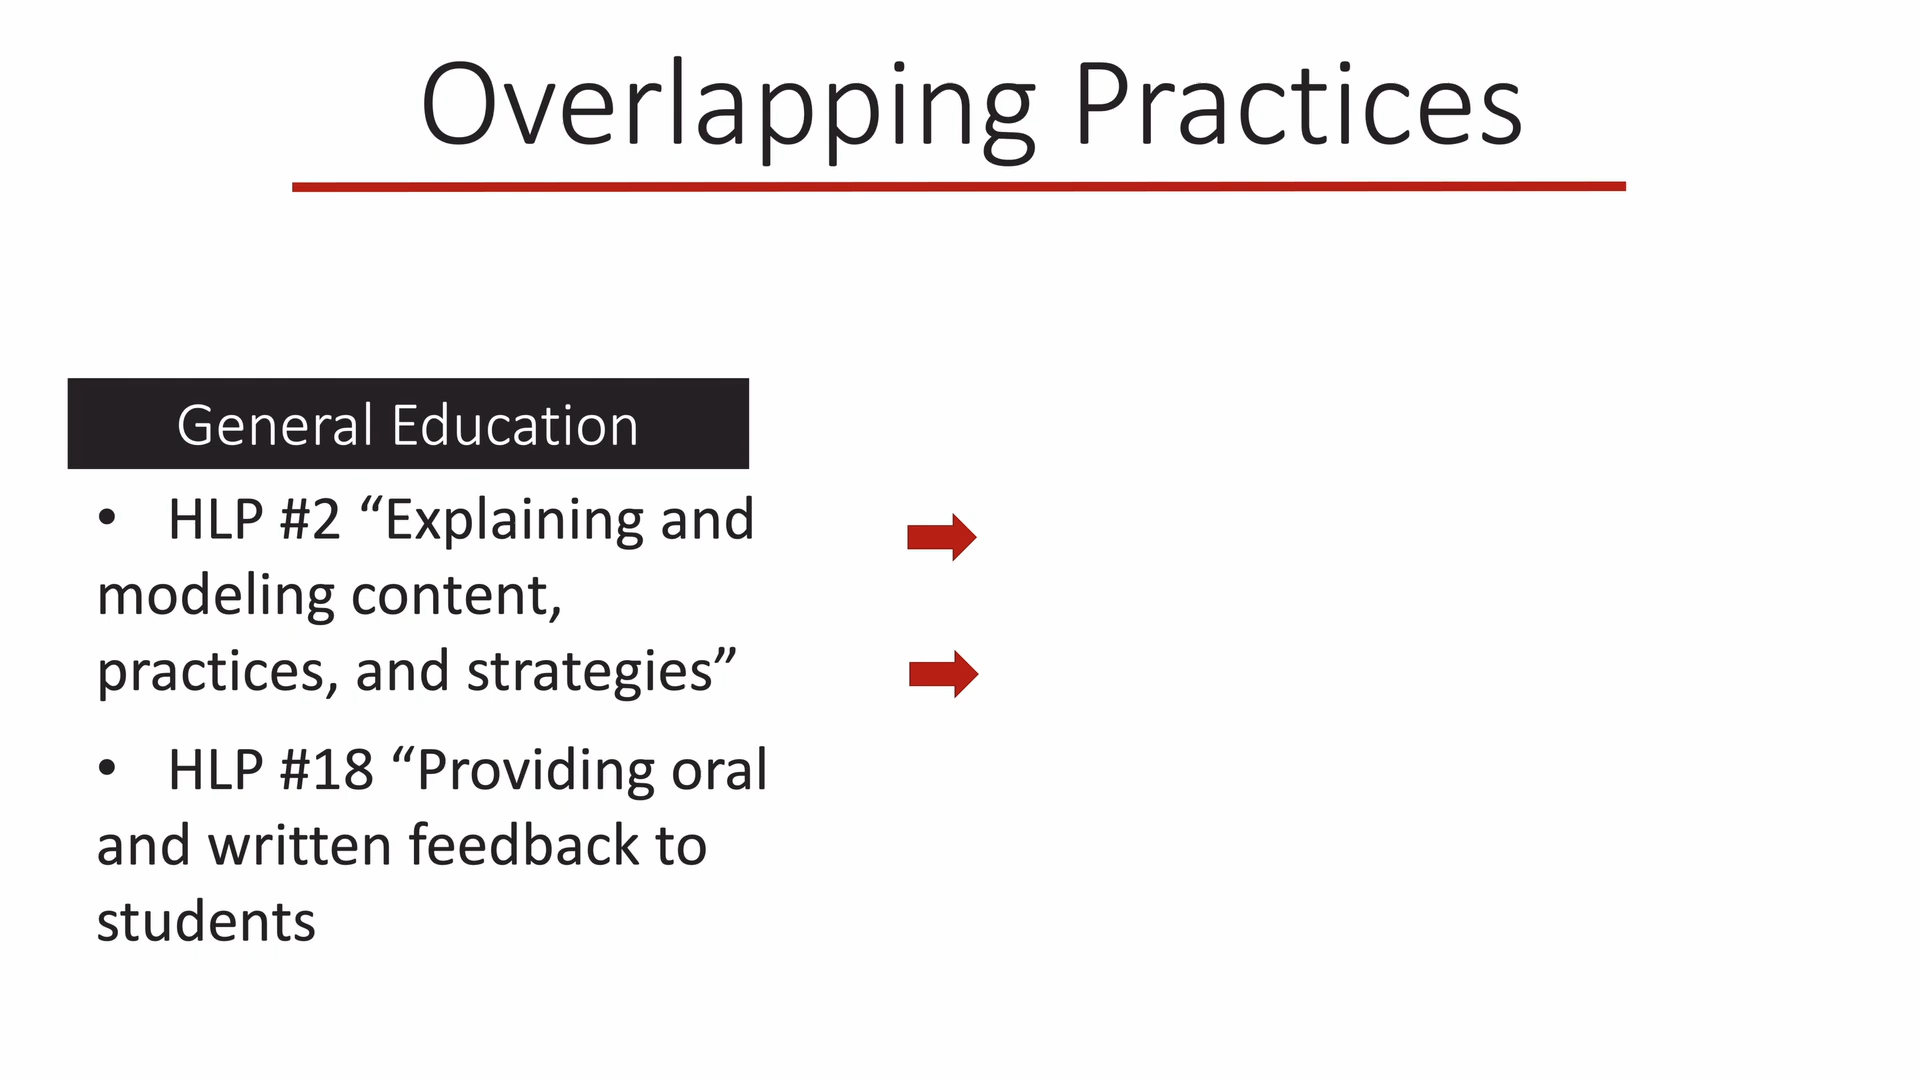 Overlapping Practices
General Education
• HLP #2 “Explaining and
modeling content,
practices, and strategies”
• HLP #18 “Providing oral
and written feedback to
students